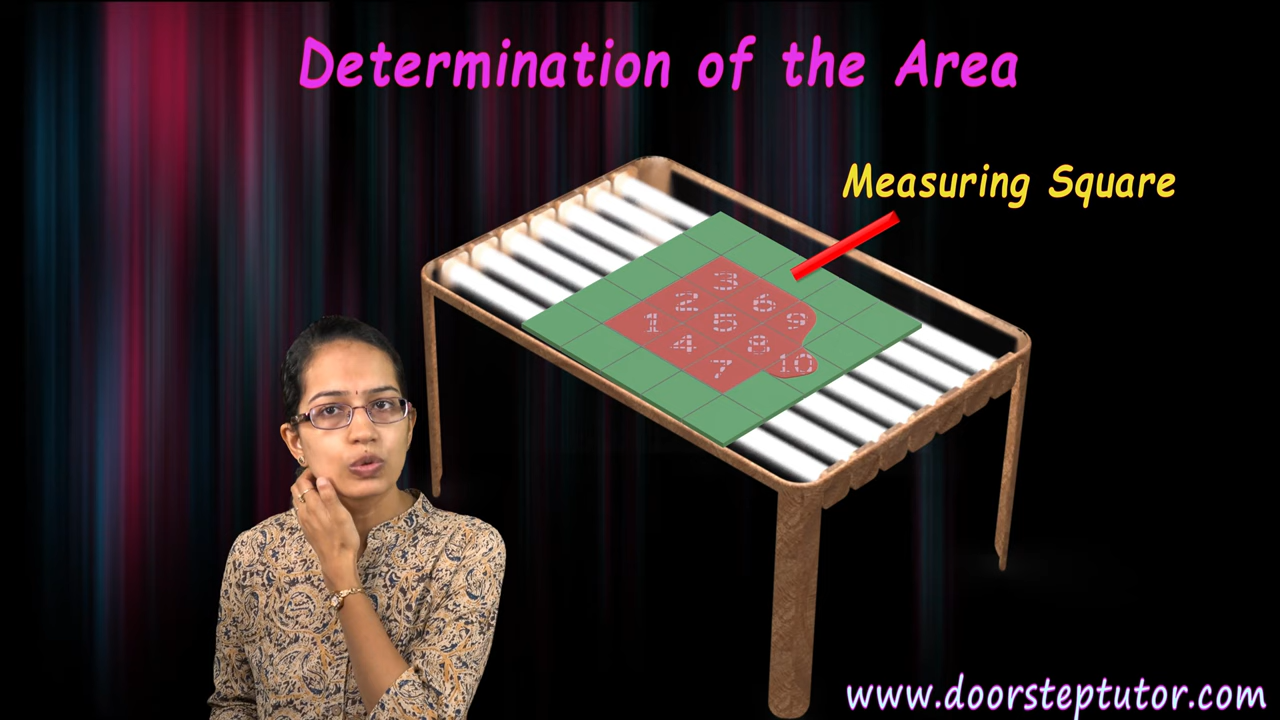 Determination of the Area
Measuring Square
3
2 6
1 5 9
4 8
7 10
www.doorsteptutor.com